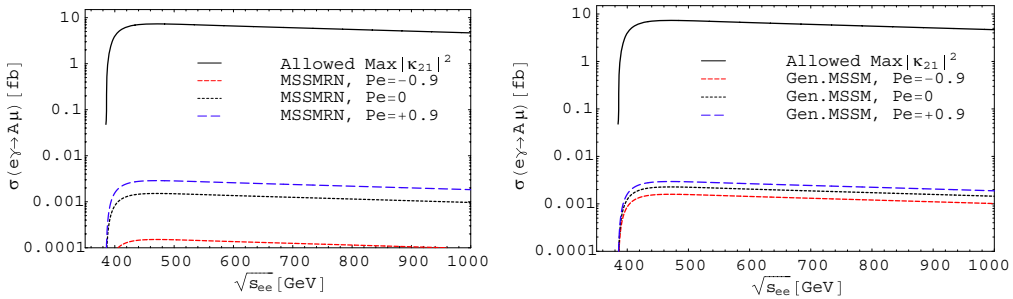 10
1
0.1
0.01
0.001
0.0001
σ(eγ→Aμ)[fb]
Allowed Max|κ21|^2
MSSMRN, Pe=-0.9
MSSMRN, Pe=0
MSSMRN, Pe=+0.9
400 500 600 700 800 900 1000
√see[GeV]
10
1
0.1
0.01
0.001
0.0001
σ(eγ→Aμ)[fb]
Allowed Max|κ21|^2
Gen.MSSM, Pe=-0.9
Gen.MSSM, Pe=0
Gen.MSSM, Pe=+0.9
400 500 600 700 800 900 1000
√see[GeV]